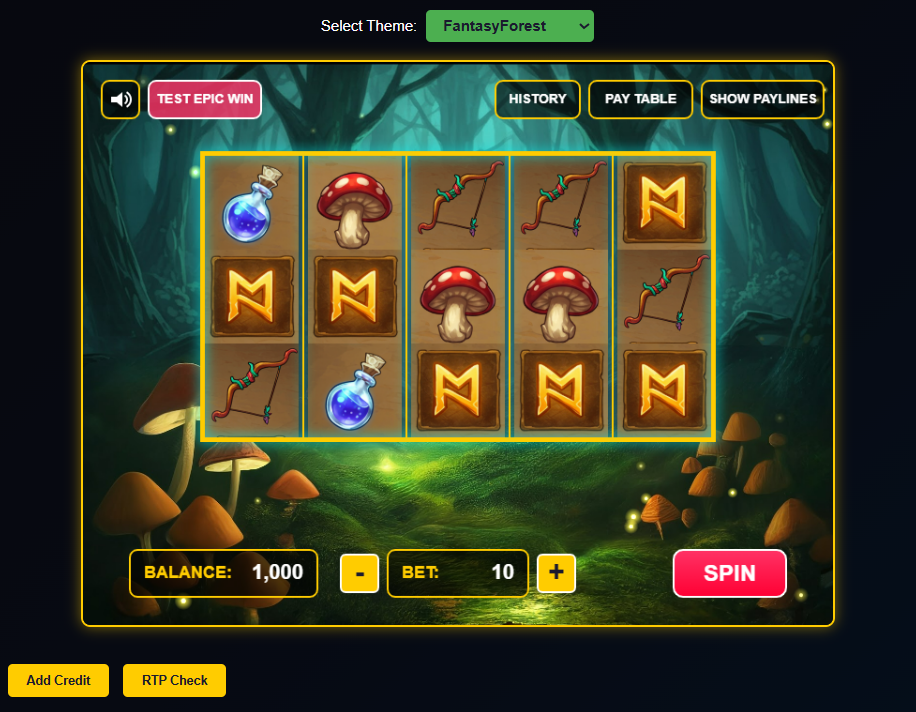 Select Theme: FantasyForest
TEST EPIC WIN
HISTORY
PAY TABLE
SHOW PAYLINES
BALANCE: 1,000
-
BET: 10
+
SPIN
Add Credit
RTP Check